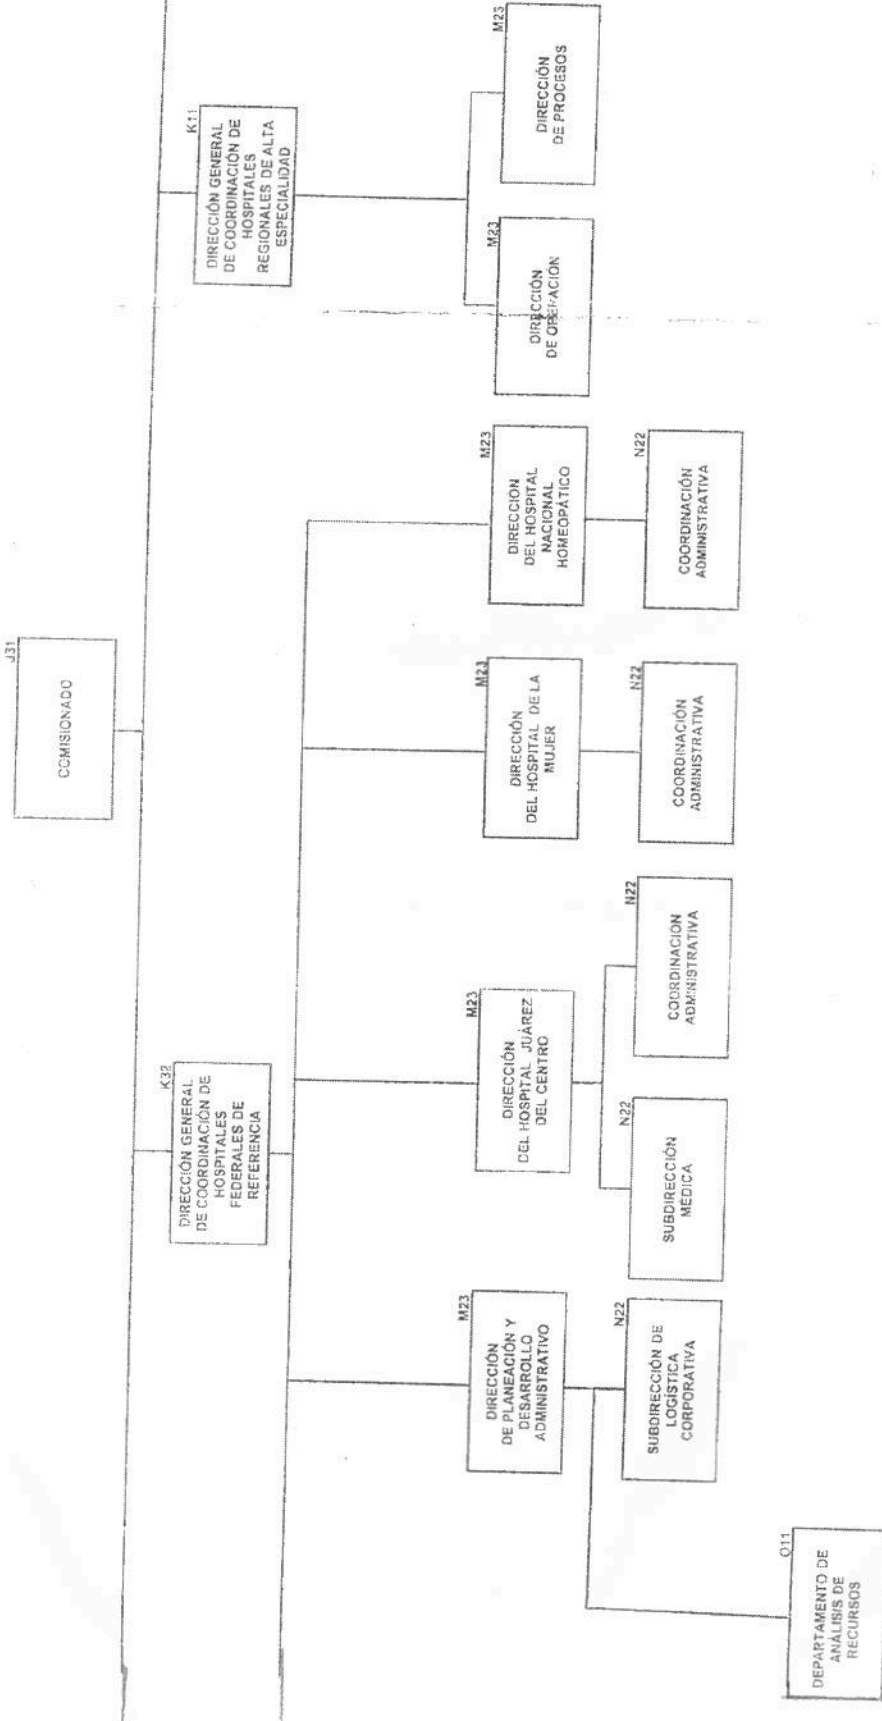 J31
COMISIONADO
K32
DIRECCIÓN GENERAL
DE COORDINACIÓN DE
HOSPITALES
FEDERALES DE
REFERENCIA
K11
DIRECCIÓN GENERAL
DE COORDINACIÓN DE
HOSPITALES
REGIONALES DE ALTA
ESPECIALIDAD
M23
DIRECCIÓN
DE PLANEACIÓN Y
DESARROLLO
ADMINISTRATIVO
M23
DIRECCIÓN
DEL HOSPITAL JUÁREZ
DEL CENTRO
M23
DIRECCIÓN
DEL HOSPITAL DE LA
MUJER
M23
DIRECCION
DEL HOSPITAL
NACIONAL
HOMEOPÁTICO
M23
DIRECCIÓN
DE OPERACIÓN
M23
DIRECCIÓN
DE PROCESOS
N22
SUBDIRECCIÓN DE
LOGÍSTICA
CORPORATIVA
N22
SUBDIRECCIÓN
MÉDICA
N22
COORDINACION
ADMINISTRATIVA
N22
COORDINACIÓN
ADMINISTRATIVA
N22
COORDINACIÓN
ADMINISTRATIVA
O11
DEPARTAMENTO DE
ANÁLISIS DE
RECURSOS